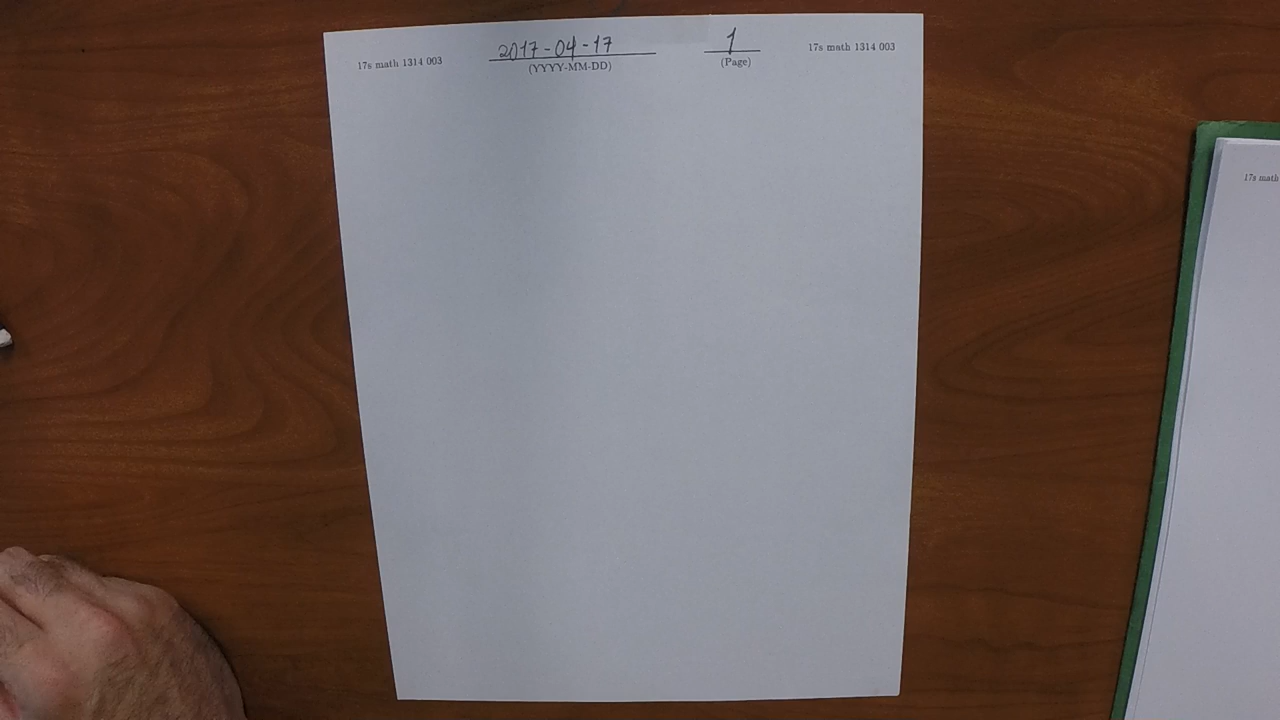 17s math 1314 003 2017-04-17 1 17s math 1314 003
(YYYY-MM-DD) (Page)
17s math